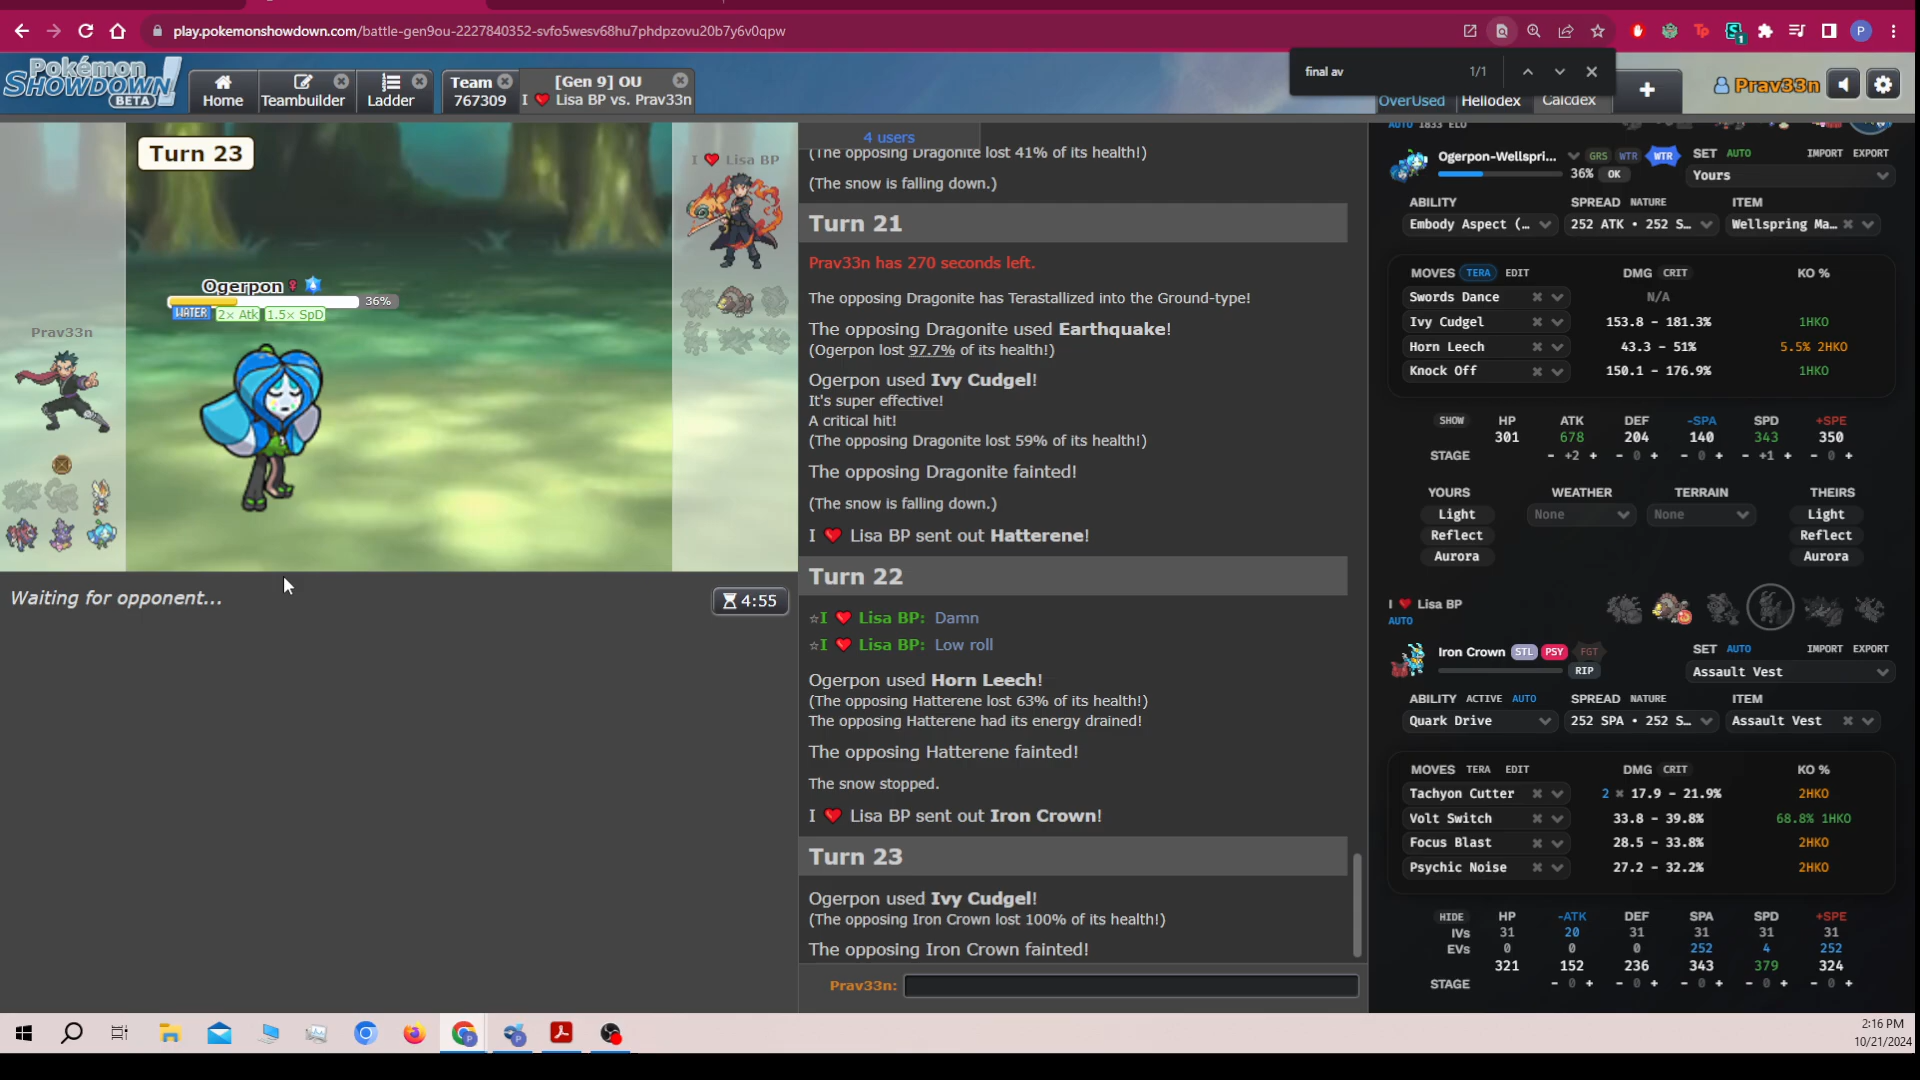 play.pokemonshowdown.com/battle-gen9ou-2227840352-svfo5wesv68hu7phdpzovu20b7y6v0qpw
final av 1/1
Pokémon SHOWDOWN! BETA
Home
Teambuilder
Ladder
Team 767309
[Gen 9] OU
I ❤ Lisa BP vs. Prav33n
OverUsed Hellodex Calcdex
Prav33n
Turn 23
I ❤ Lisa BP
Ogerpon ♀
36%
WATER 2× Atk 1.5× SpD
Prav33n
Waiting for opponent...
4:55
4 users
(The opposing Dragonite lost 41% of its health!)
(The snow is falling down.)
Turn 21
Prav33n has 270 seconds left.
The opposing Dragonite has Terastallized into the Ground-type!
The opposing Dragonite used Earthquake!
(Ogerpon lost 97.7% of its health!)
Ogerpon used Ivy Cudgel!
It's super effective!
A critical hit!
(The opposing Dragonite lost 59% of its health!)
The opposing Dragonite fainted!
(The snow is falling down.)
I ❤ Lisa BP sent out Hatterene!
Turn 22
☆I ❤ Lisa BP: Damn
☆I ❤ Lisa BP: Low roll
Ogerpon used Horn Leech!
(The opposing Hatterene lost 63% of its health!)
The opposing Hatterene had its energy drained!
The opposing Hatterene fainted!
The snow stopped.
I ❤ Lisa BP sent out Iron Crown!
Turn 23
Ogerpon used Ivy Cudgel!
(The opposing Iron Crown lost 100% of its health!)
The opposing Iron Crown fainted!
Prav33n:
AUTO 1833 ELO
Ogerpon-Wellspri... GRS WTR WTR SET AUTO IMPORT EXPORT
36% OK Yours
ABILITY SPREAD NATURE ITEM
Embody Aspect (... 252 ATK • 252 S... Wellspring Ma...
MOVES TERA EDIT DMG CRIT KO %
Swords Dance N/A
Ivy Cudgel 153.8 - 181.3% 1HKO
Horn Leech 43.3 - 51% 5.5% 2HKO
Knock Off 150.1 - 176.9% 1HKO
SHOW HP ATK DEF -SPA SPD +SPE
301 678 204 140 343 350
STAGE - +2 + - 0 + - 0 + - +1 + - 0 +
YOURS WEATHER TERRAIN THEIRS
Light None None Light
Reflect Reflect
Aurora Aurora
I ❤ Lisa BP
AUTO
Iron Crown STL PSY FGT SET AUTO IMPORT EXPORT
RIP Assault Vest
ABILITY ACTIVE AUTO SPREAD NATURE ITEM
Quark Drive 252 SPA • 252 S... Assault Vest
MOVES TERA EDIT DMG CRIT KO %
Tachyon Cutter 2 × 17.9 - 21.9% 2HKO
Volt Switch 33.8 - 39.8% 68.8% 1HKO
Focus Blast 28.5 - 33.8% 2HKO
Psychic Noise 27.2 - 32.2% 2HKO
HIDE HP -ATK DEF SPA SPD +SPE
IVs 31 20 31 31 31 31
EVs 0 0 0 252 4 252
321 152 236 343 379 324
STAGE - 0 + - 0 + - 0 + - 0 + - 0 +
2:16 PM
10/21/2024